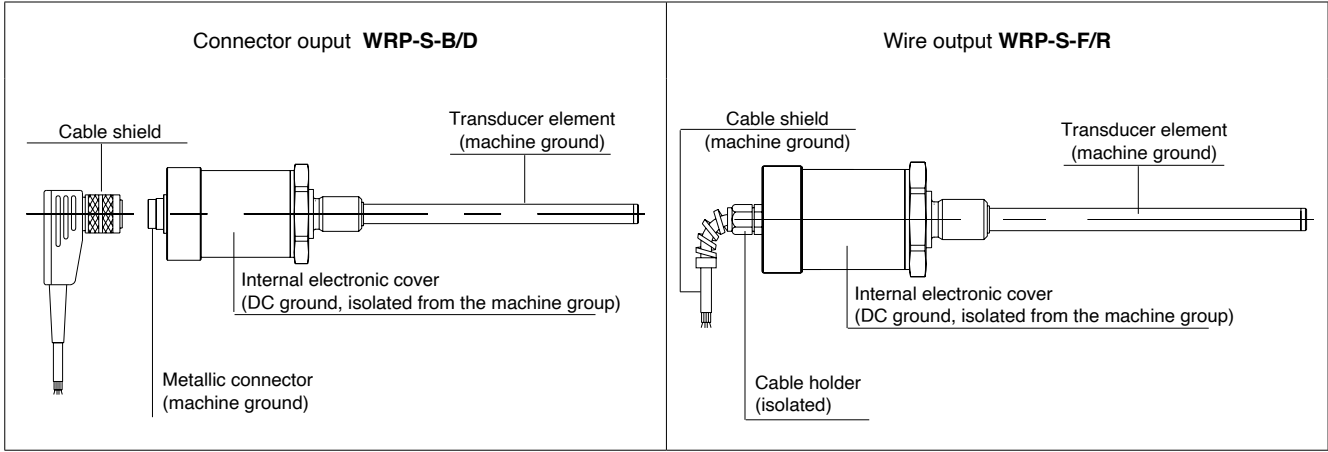 Connector ouput WRP-S-B/D
Cable shield
Transducer element
(machine ground)
Internal electronic cover
(DC ground, isolated from the machine group)
Metallic connector
(machine ground)
Wire output WRP-S-F/R
Cable shield
(machine ground)
Transducer element
(machine ground)
Internal electronic cover
(DC ground, isolated from the machine group)
Cable holder
(isolated)